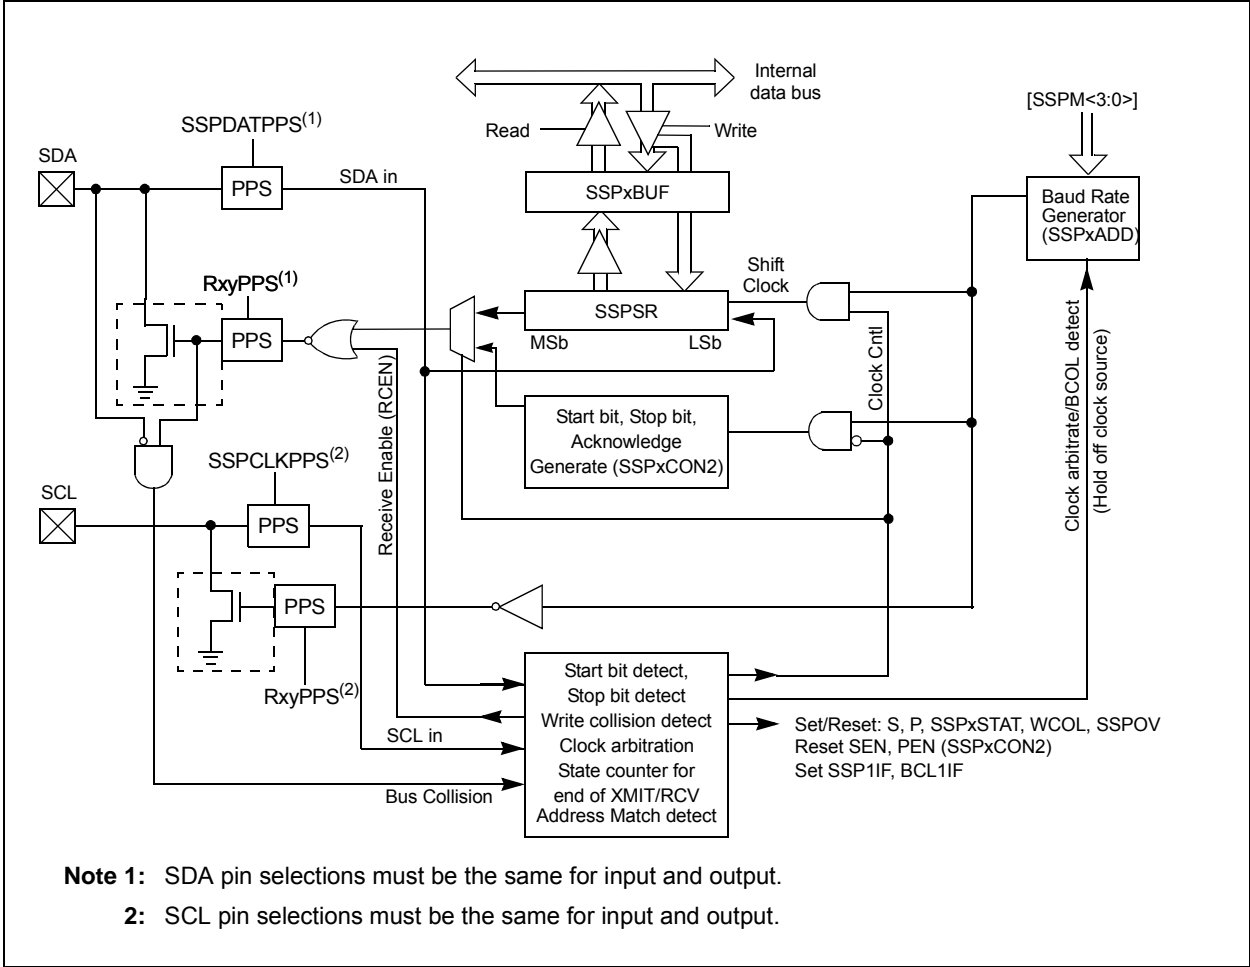 Internal
data bus
[SSPM<3:0>]
SSPDATPPS(1)
Read
Write
SDA
SDA in
PPS
SSPxBUF
Baud Rate
Generator
(SSPxADD)
Shift
Clock
RxyPPS(1)
SSPSR
MSb
LSb
PPS
Clock Cntl
Clock arbitrate/BCOL detect
(Hold off clock source)
Receive Enable (RCEN)
Start bit, Stop bit,
Acknowledge
Generate (SSPxCON2)
SSPCLKPPS(2)
SCL
PPS
PPS
RxyPPS(2)
Start bit detect,
Stop bit detect
Write collision detect
Clock arbitration
State counter for
end of XMIT/RCV
Address Match detect
SCL in
Bus Collision
Set/Reset: S, P, SSPxSTAT, WCOL, SSPOV
Reset SEN, PEN (SSPxCON2)
Set SSP1IF, BCL1IF
Note 1: SDA pin selections must be the same for input and output.
2: SCL pin selections must be the same for input and output.